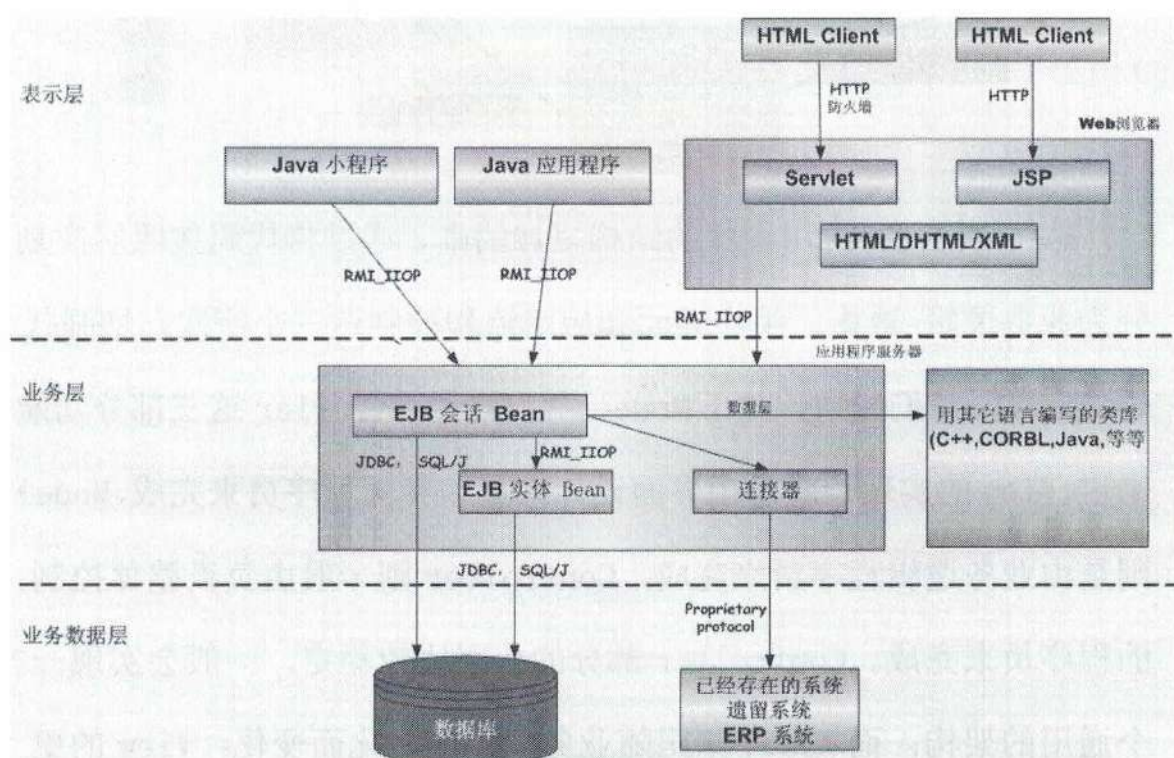 HTML Client
HTML Client
表示层
HTTP
防火墙
HTTP
Web浏览器
Java 小程序
Java 应用程序
Servlet
JSP
HTML/DHTML/XML
RMI_IIOP
RMI_IIOP
RMI_IIOP
应用程序服务器
业务层
EJB 会话 Bean
数据层
用其它语言编写的类库
(C++,CORBL,Java,等等
JDBC, SQL/J
RMI_IIOP
EJB 实体 Bean
连接器
JDBC, SQL/J
Proprietary
protocol
业务数据层
数据库
已经存在的系统
遗留系统
ERP 系统